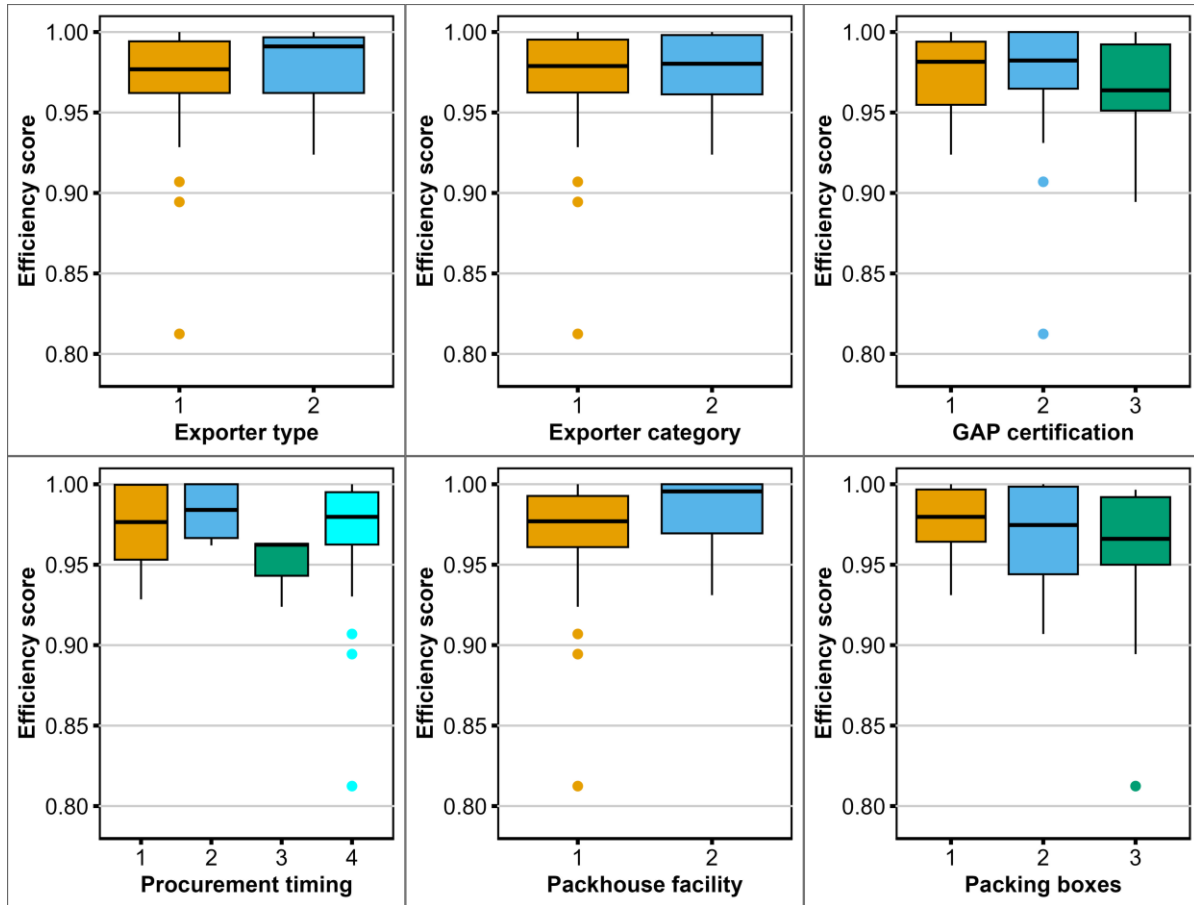 Efficiency score
1.00
0.95
0.90
0.85
0.80
1 2
Exporter type
Efficiency score
1.00
0.95
0.90
0.85
0.80
1 2
Exporter category
Efficiency score
1.00
0.95
0.90
0.85
0.80
1 2 3
GAP certification
Efficiency score
1.00
0.95
0.90
0.85
0.80
1 2 3 4
Procurement timing
Efficiency score
1.00
0.95
0.90
0.85
0.80
1 2
Packhouse facility
Efficiency score
1.00
0.95
0.90
0.85
0.80
1 2 3
Packing boxes